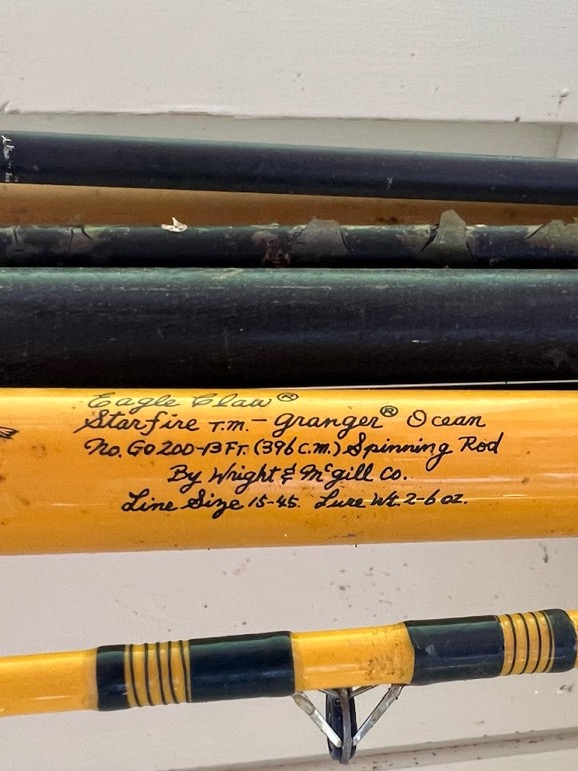 Eagle Claw®
Starfire T.M.- Granger® Ocean
No. GO200-13 FT. (396 c.m.) Spinning Rod
By Wright & McGill Co.
Line Size 15-45. Lure Wt. 2-6 oz.